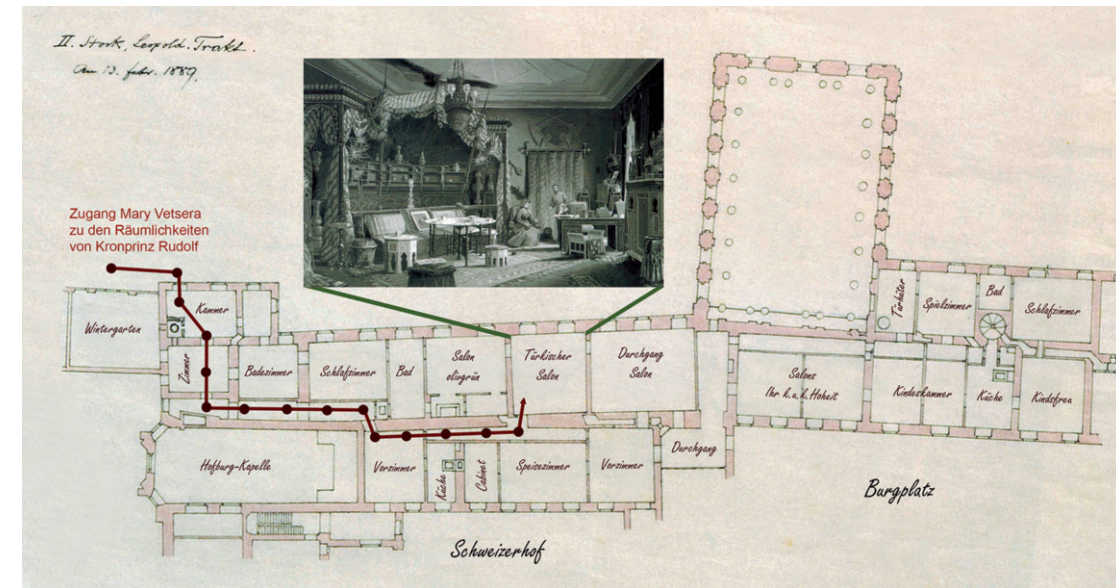 II. Stock, Leopold. Trakt.
Am 13. febr. 1889.
Zugang Mary Vetsera
zu den Räumlichkeiten
von Kronprinz Rudolf
Wintergarten
Kammer
Zimmer
Badezimmer
Schlafzimmer
Bad
Salon
olivgrün
Türkischer
Salon
Durchgang
Salon
Salons
Ihr k.u.k. Hoheit
Türhüter
Spielzimmer
Bad
Schlafzimmer
Kindeskammer
Küche
Kindsfreu
Hofburg-Kapelle
Vorzimmer
Küche
Cabinet
Speisezimmer
Vorzimmer
Durchgang
Burgplatz
Schweizerhof